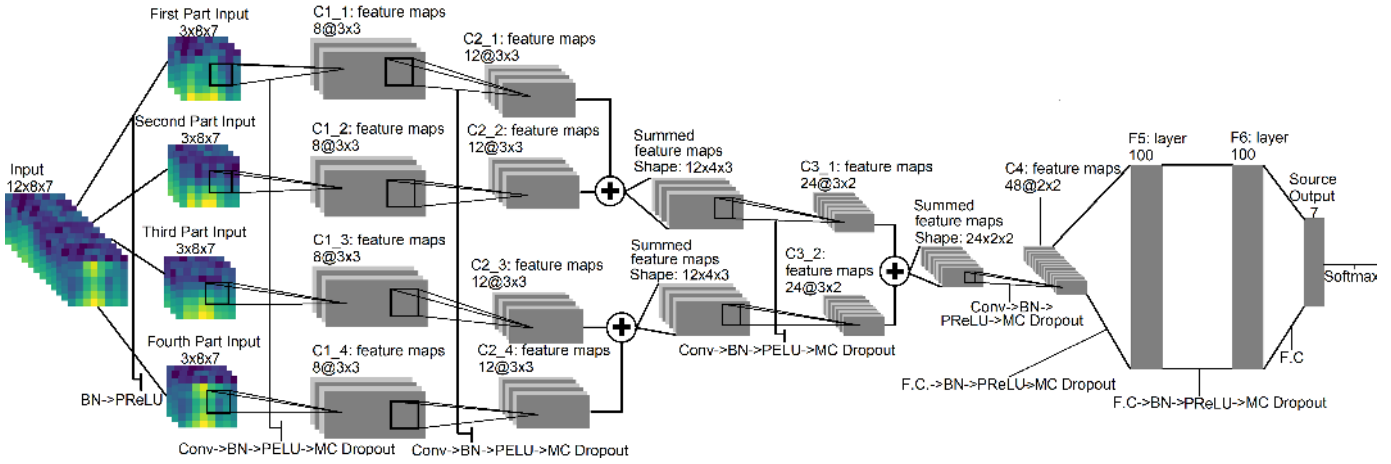 First Part Input
3x8x7
C1_1: feature maps
8@3x3
C2_1: feature maps
12@3x3
Second Part Input
3x8x7
C1_2: feature maps
8@3x3
C2_2: feature maps
12@3x3
Input
12x8x7
Third Part Input
3x8x7
C1_3: feature maps
8@3x3
C2_3: feature maps
12@3x3
Fourth Part Input
3x8x7
C1_4: feature maps
8@3x3
C2_4: feature maps
12@3x3
BN->PReLU
Conv->BN->PELU->MC Dropout
Conv->BN->PELU->MC Dropout
Summed
feature maps
Shape: 12x4x3
Summed
feature maps
Shape: 12x4x3
C3_1: feature maps
24@3x2
C3_2:
feature maps
24@3x2
Conv->BN->PELU->MC Dropout
Summed
feature maps
Shape: 24x2x2
C4: feature maps
48@2x2
Conv->BN->
PReLU->MC Dropout
F.C.->BN->PReLU>MC Dropout
F5: layer
100
F6: layer
100
F.C->BN->PReLU->MC Dropout
Source
Output
7
F.C
Softmax